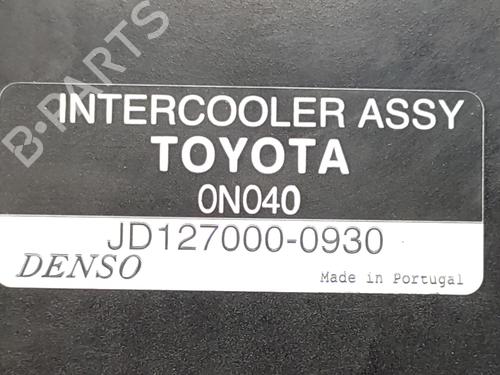 B-PARTS
INTERCOOLER ASSY
TOYOTA
0N040
JD127000-0930
DENSO
Made in Portugal